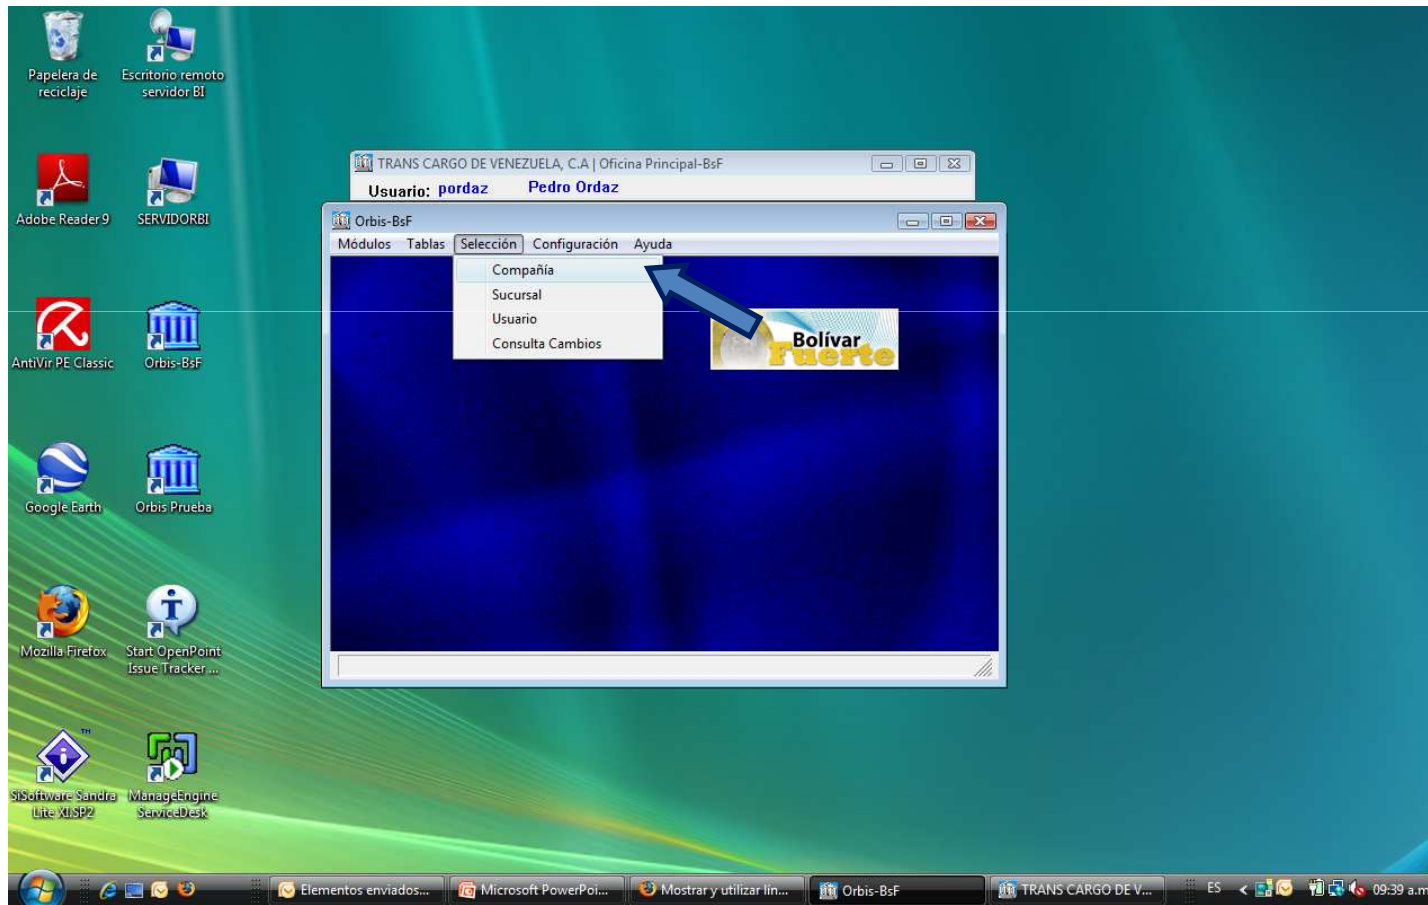 Papelera de
reciclaje
Escritorio remoto
servidor BI
Adobe Reader 9
SERVIDORBI
AntiVir PE Classic
Orbis-BsF
Google Earth
Orbis Prueba
Mozilla Firefox
Start OpenPoint
Issue Tracker ...
SiSoftware Sandra
Lite XI.SP2
ManageEngine
ServiceDesk
TRANS CARGO DE VENEZUELA, C.A | Oficina Principal-BsF
Usuario: pordaz Pedro Ordaz
Orbis-BsF
Módulos Tablas Selección Configuración Ayuda
Compañía
Sucursal
Usuario
Consulta Cambios
Bolívar
Fuerte
Elementos enviados... Microsoft PowerPoi... Mostrar y utilizar lín... Orbis-BsF TRANS CARGO DE V... ES 09:39 a.m